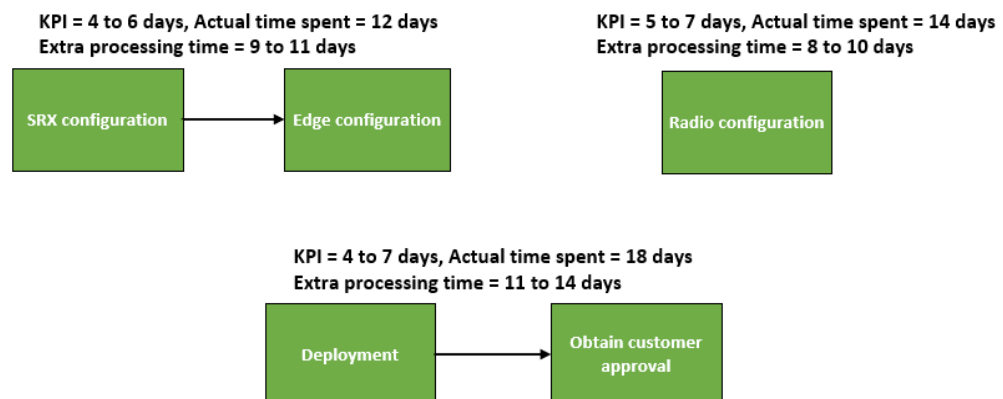 KPI = 4 to 6 days, Actual time spent = 12 days
Extra processing time = 9 to 11 days
KPI = 5 to 7 days, Actual time spent = 14 days
Extra processing time = 8 to 10 days
SRX configuration
Edge configuration
Radio configuration
KPI = 4 to 7 days, Actual time spent = 18 days
Extra processing time = 11 to 14 days
Deployment
Obtain customer
approval